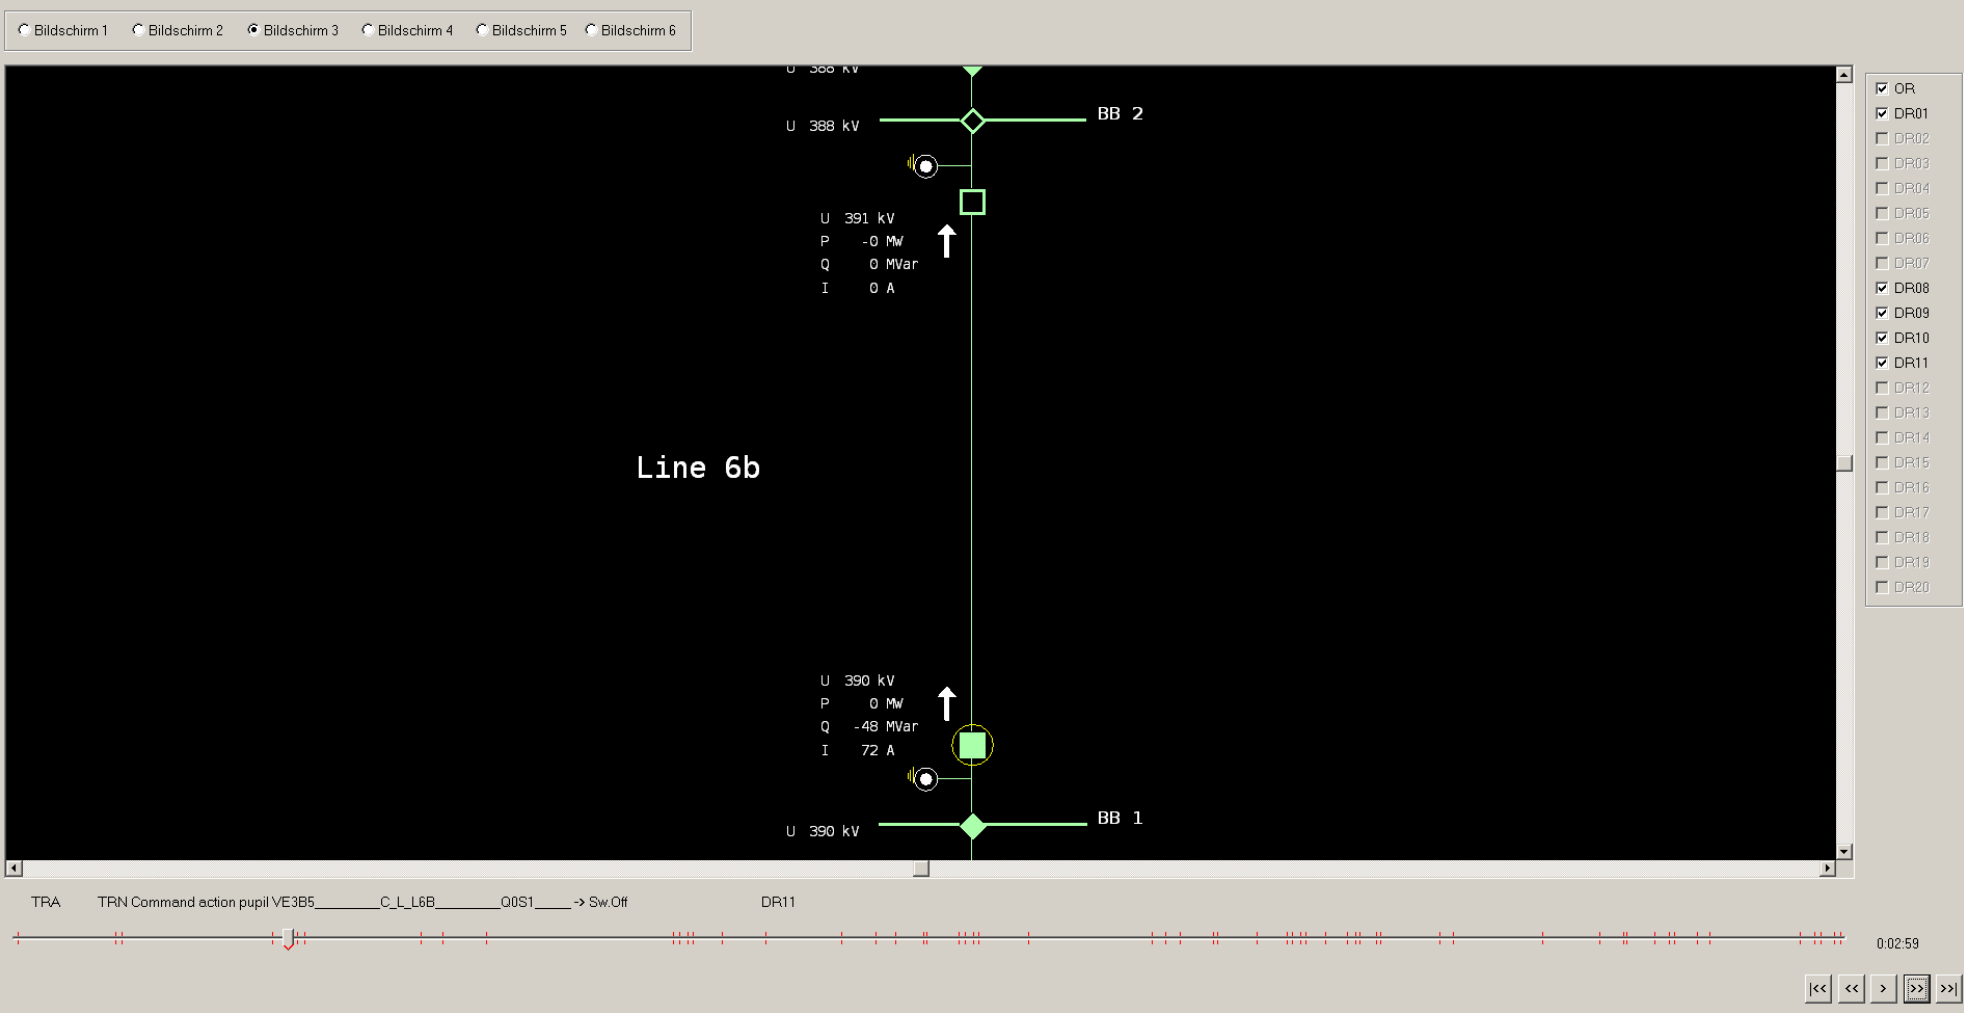 Bildschirm 1 Bildschirm 2 Bildschirm 3 Bildschirm 4 Bildschirm 5 Bildschirm 6
U 388 kV
BB 2
U 388 kV
U 391 kV
P -0 MW
Q 0 MVar
I 0 A
Line 6b
U 390 kV
P 0 MW
Q -48 MVar
I 72 A
BB 1
U 390 kV
OR
DR01
DR02
DR03
DR04
DR05
DR06
DR07
DR08
DR09
DR10
DR11
DR12
DR13
DR14
DR15
DR16
DR17
DR18
DR19
DR20
TRA TRN Command action pupil VE3B5________C_L_L6B________Q0S1_____ -> Sw.Off DR11
0:02:59
|<< << > >> >>|